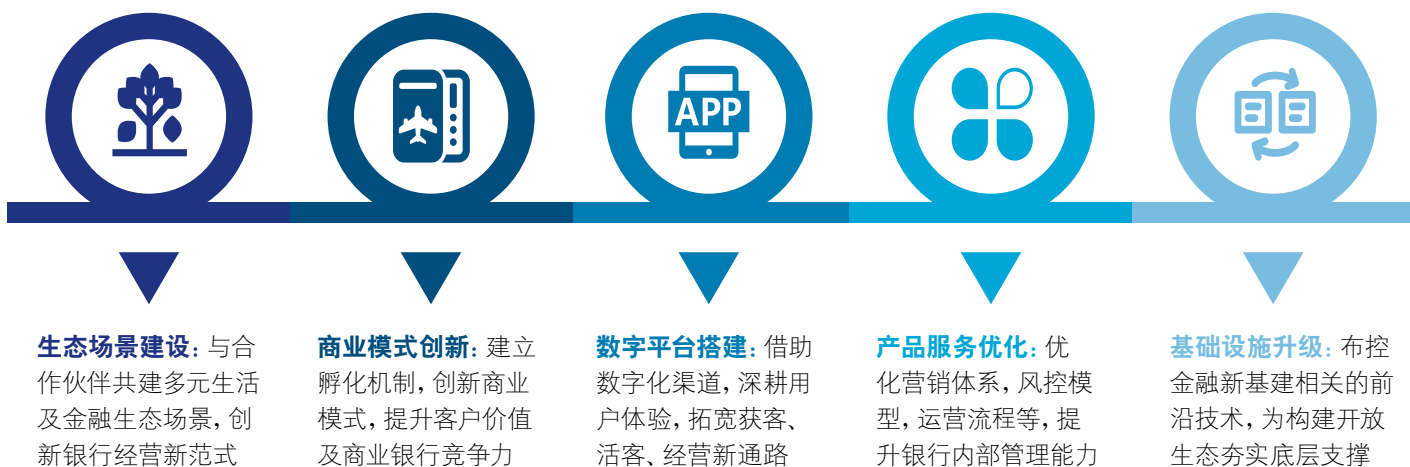 APP
生态场景建设: 与合
作伙伴共建多元生活
及金融生态场景, 创
新银行经营新范式
商业模式创新: 建立
孵化机制, 创新商业
模式, 提升客户价值
及商业银行竞争力
数字平台搭建: 借助
数字化渠道, 深耕用
户体验, 拓宽获客、
活客、经营新通路
产品服务优化: 优
化营销体系, 风控模
型, 运营流程等, 提
升银行内部管理能力
基础设施升级: 布控
金融新基建相关的前
沿技术, 为构建开放
生态夯实底层支撑